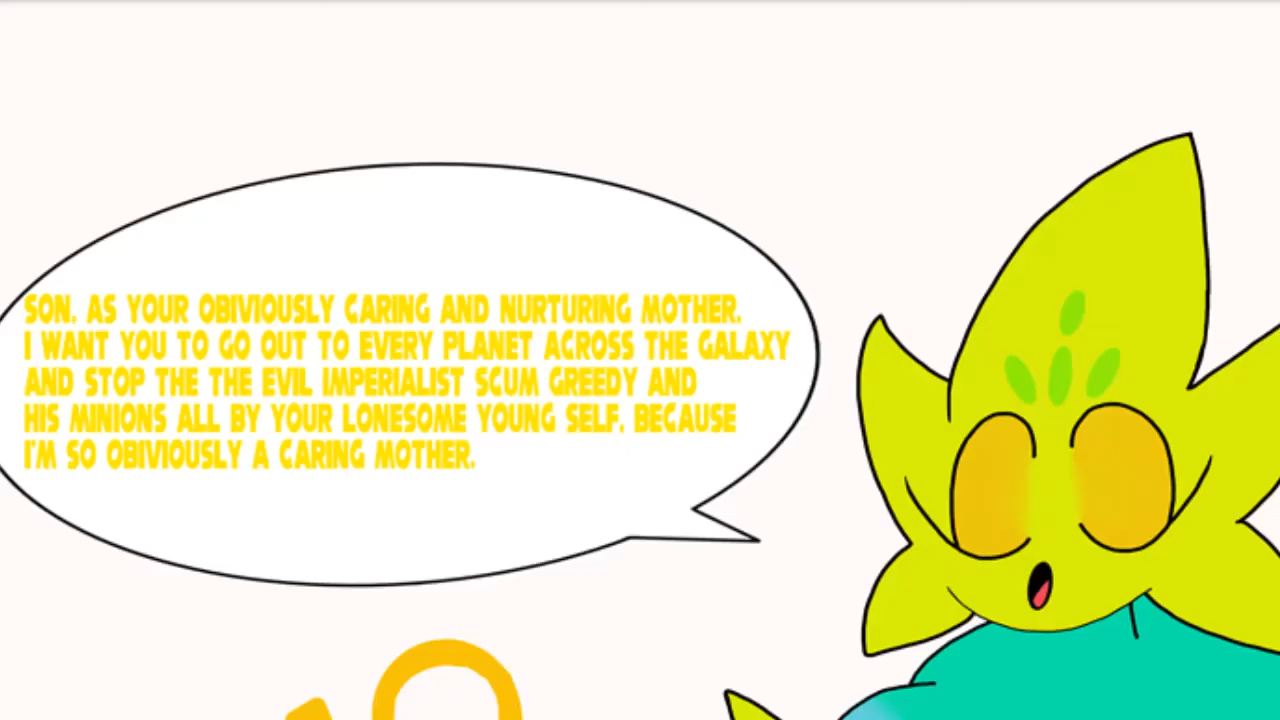 SON, AS YOUR OBIVIOUSLY CARING AND NURTURING MOTHER.
I WANT YOU TO GO OUT TO EVERY PLANET ACROSS THE GALAXY
AND STOP THE THE EVIL IMPERIALIST SCUM GREEDY AND
HIS MINIONS ALL BY YOUR LONESOME YOUNG SELF. BECAUSE
I'M SO OBIVIOUSLY A CARING MOTHER.